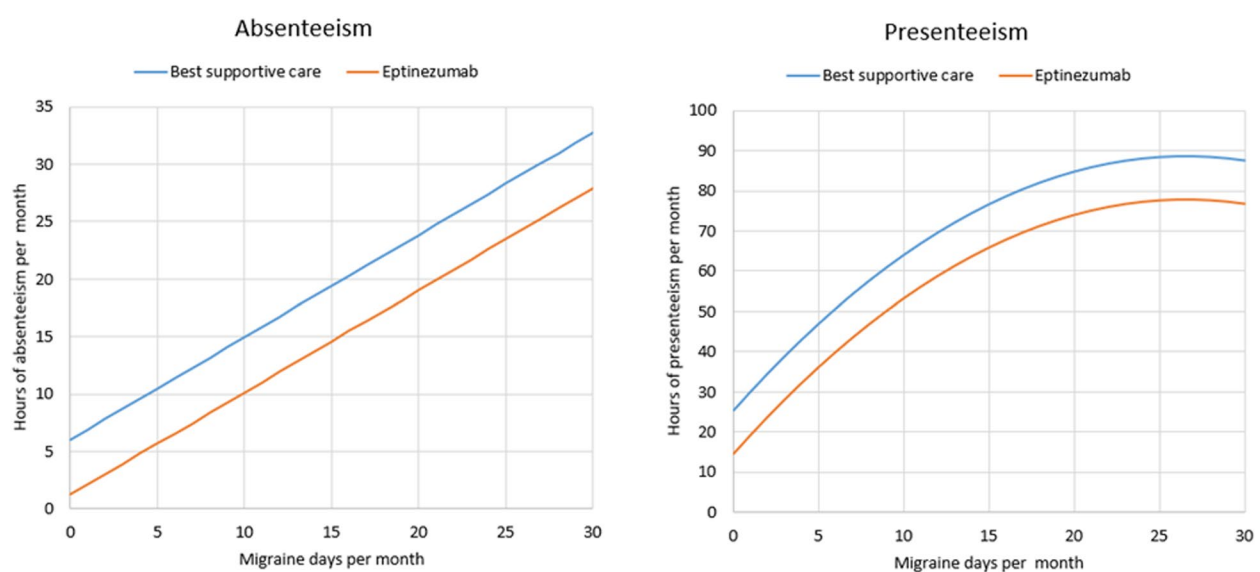 Absenteeism
Best supportive care Eptinezumab
35
30
25
20
15
10
5
0
0 5 10 15 20 25 30
Hours of absenteeism per month
Migraine days per month
Presenteeism
Best supportive care Eptinezumab
100
90
80
70
60
50
40
30
20
10
0
0 5 10 15 20 25 30
Hours of presenteeism per month
Migraine days per month